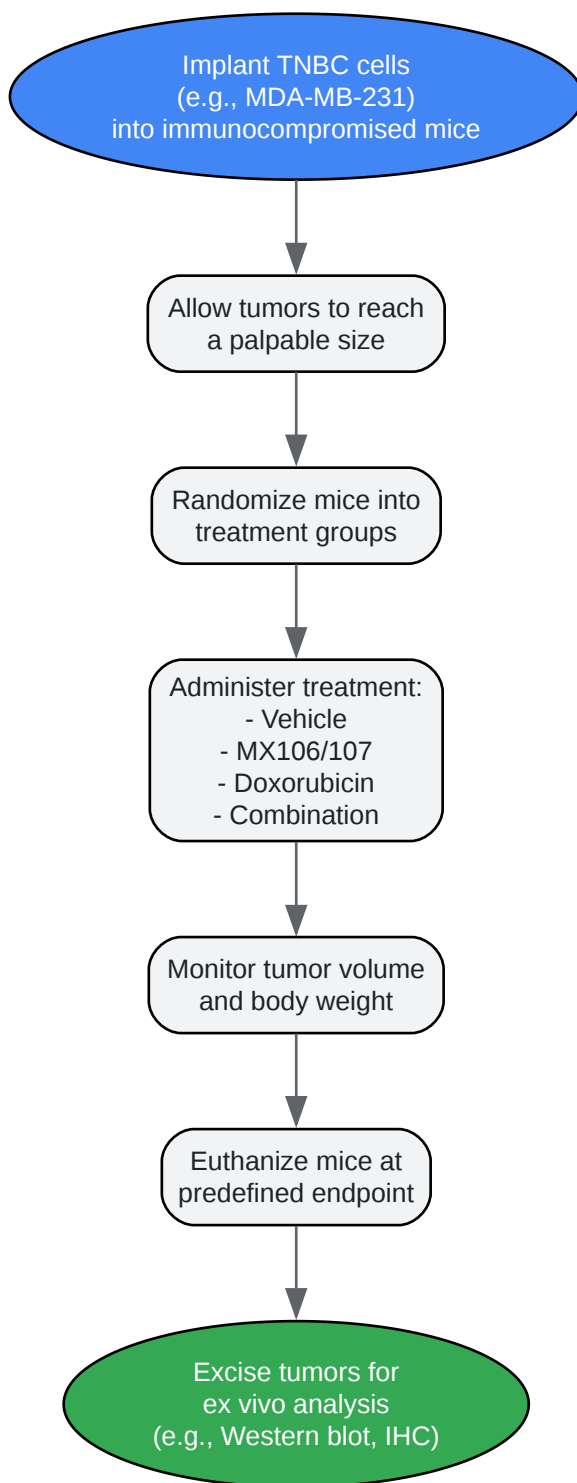 Implant TNBC cells
(e.g., MDA-MB-231)
into immunocompromised mice
Allow tumors to reach
a palpable size
Randomize mice into
treatment groups
Administer treatment:
- Vehicle
- MX106/107
- Doxorubicin
- Combination
Monitor tumor volume
and body weight
Euthanize mice at
predefined endpoint
Excise tumors for
ex vivo analysis
(e.g., Western blot, IHC)